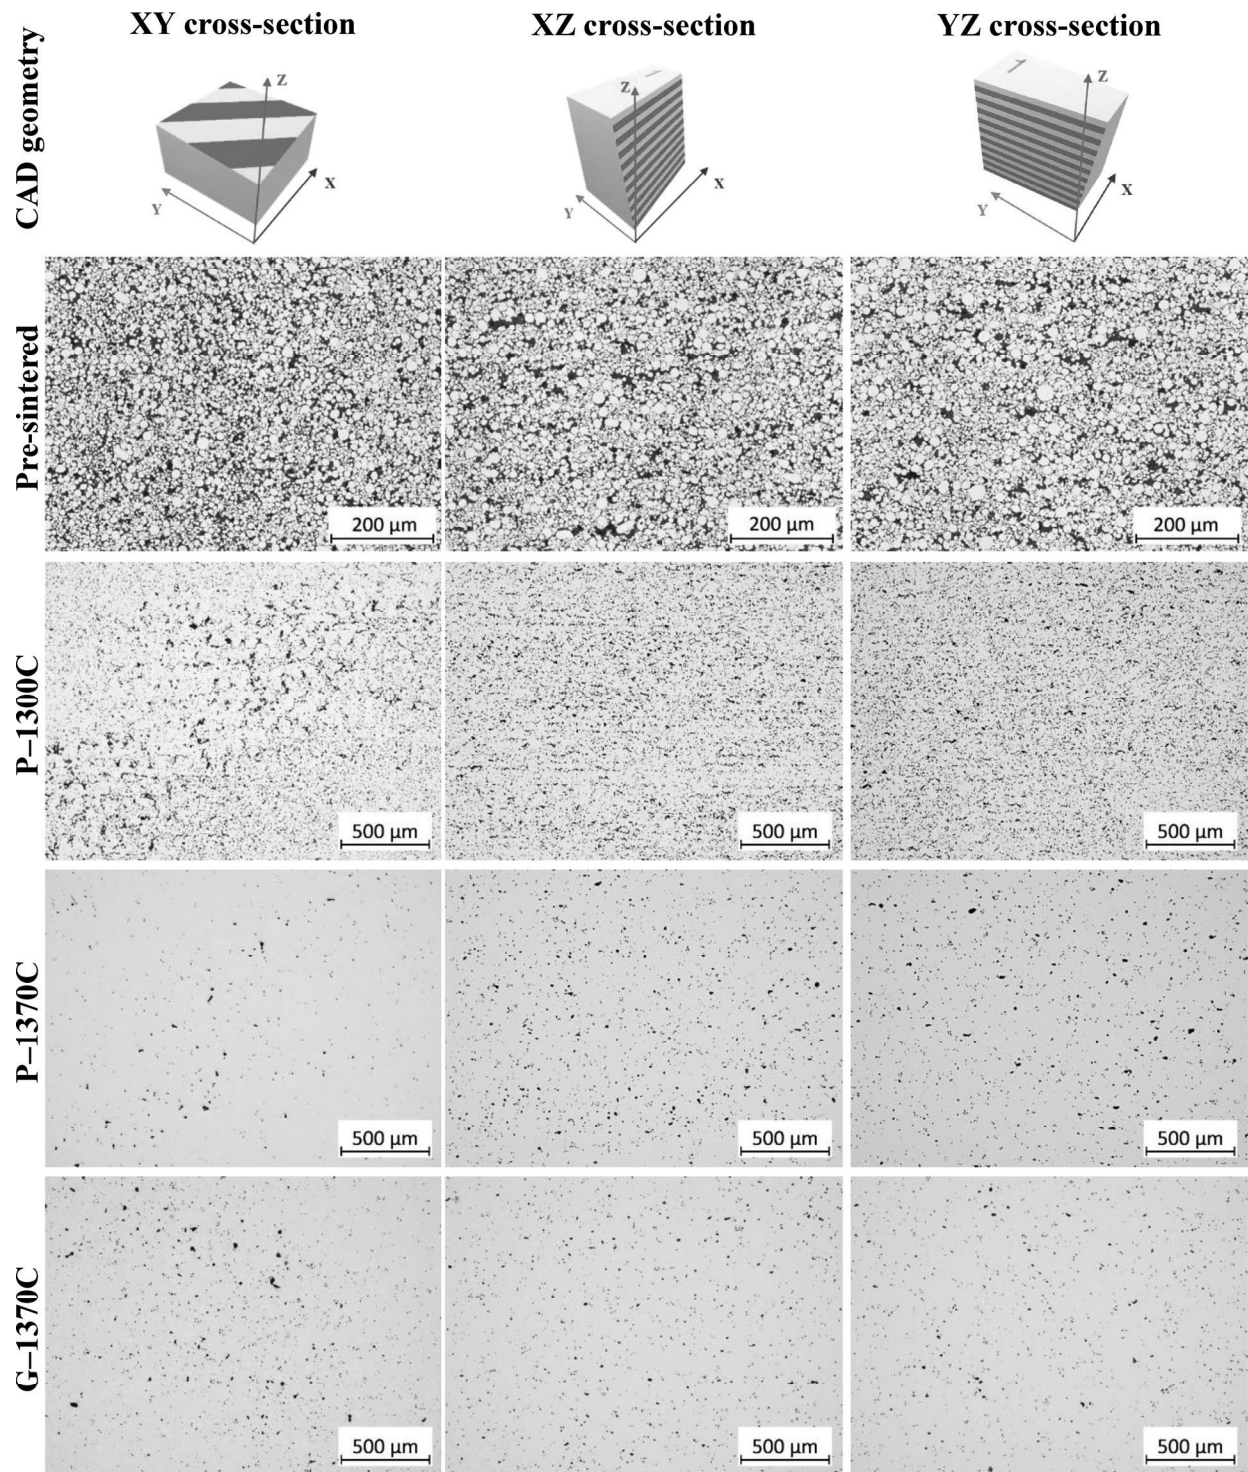 XY cross-section XZ cross-section YZ cross-section
CAD geometry
Z
X
Y
1
Z
X
Y
1
Z
X
Y
Pre-sintered
200 µm 200 µm 200 µm
P–1300C
500 µm 500 µm 500 µm
P–1370C
500 µm 500 µm 500 µm
G–1370C
500 µm 500 µm 500 µm